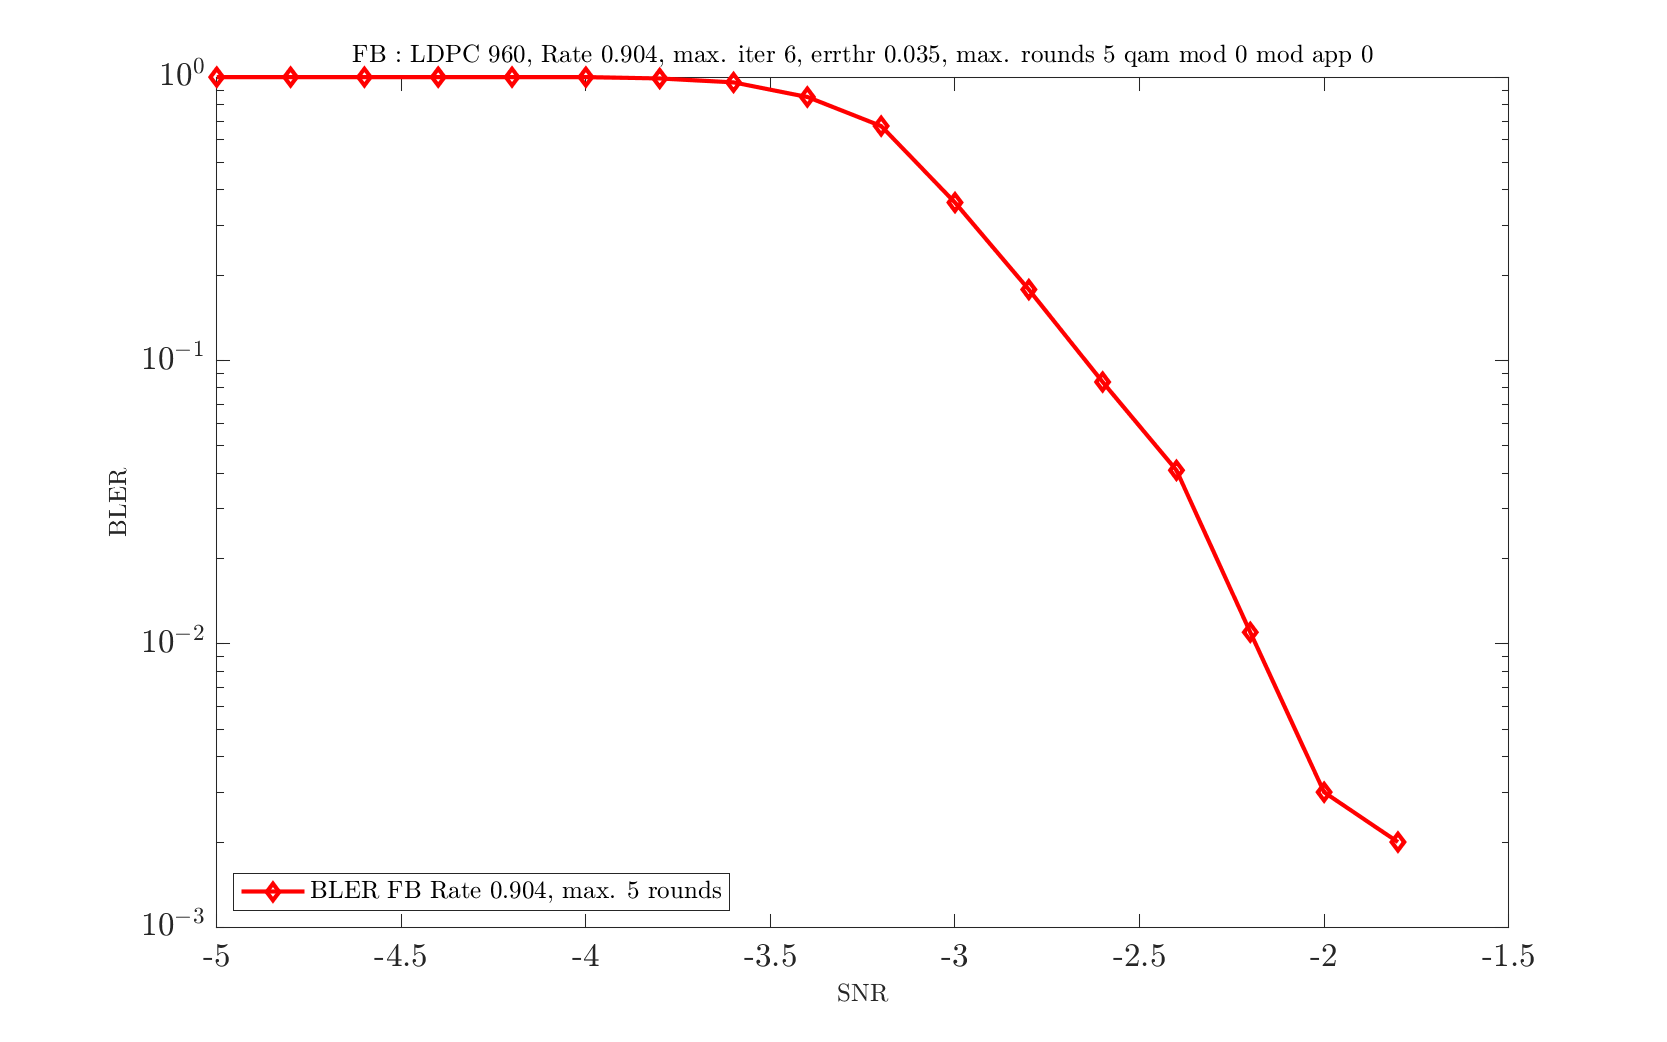 FB : LDPC 960, Rate 0.904, max. iter 6, errthr 0.035, max. rounds 5 qam mod 0 mod app 0
10⁰
10⁻¹
10⁻²
10⁻³
BLER
BLER FB Rate 0.904, max. 5 rounds
-5 -4.5 -4 -3.5 -3 -2.5 -2 -1.5
SNR